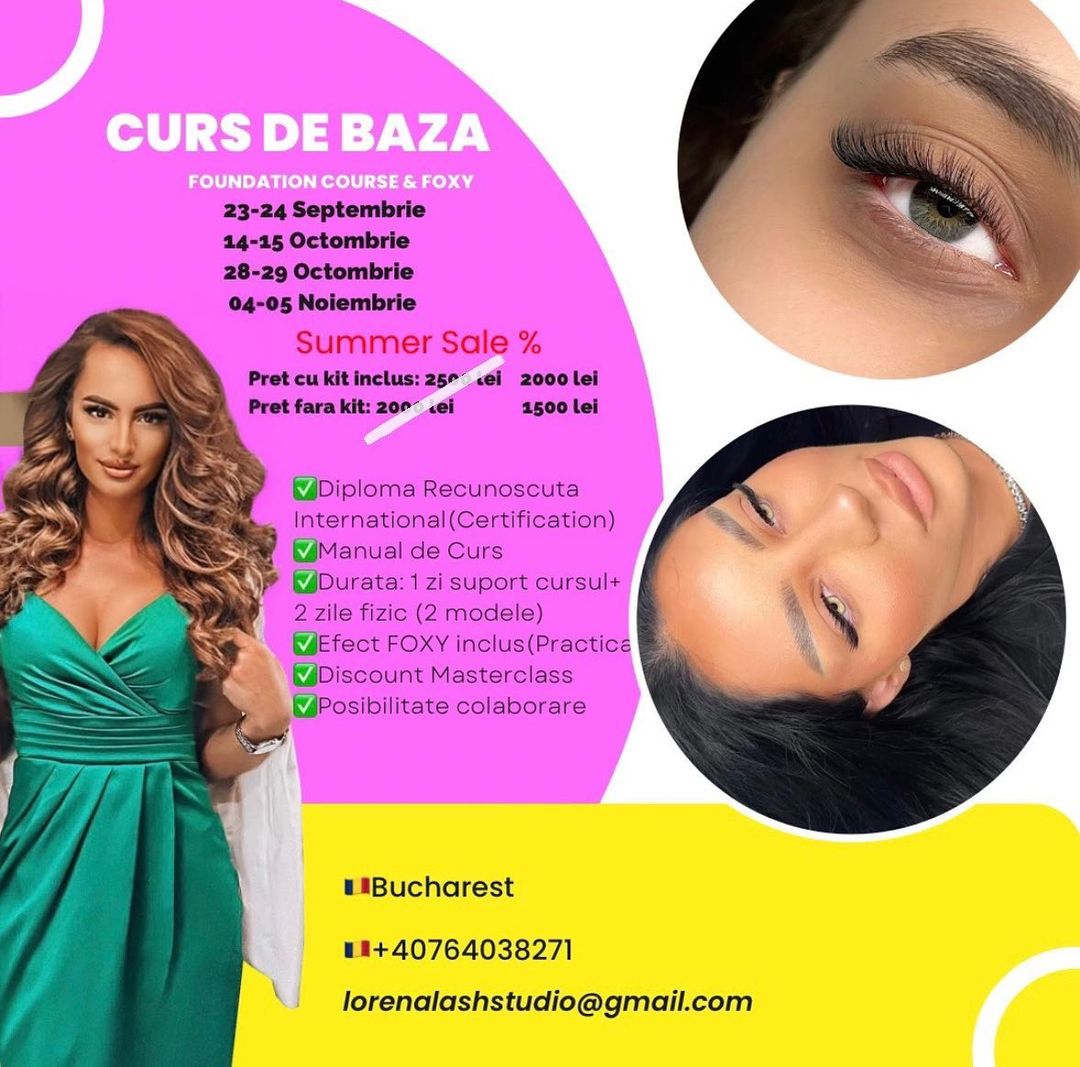 CURS DE BAZA
FOUNDATION COURSE & FOXY
23-24 Septembrie
14-15 Octombrie
28-29 Octombrie
04-05 Noiembrie
Summer Sale %
Pret cu kit inclus: 2500 lei 2000 lei
Pret fara kit: 2000 lei 1500 lei
✅Diploma Recunoscuta
International(Certification)
✅Manual de Curs
✅Durata: 1 zi suport cursul+
2 zile fizic (2 modele)
✅Efect FOXY inclus(Practica
✅Discount Masterclass
✅Posibilitate colaborare
🇷🇴Bucharest
🇷🇴+40764038271
lorenalashstudio@gmail.com